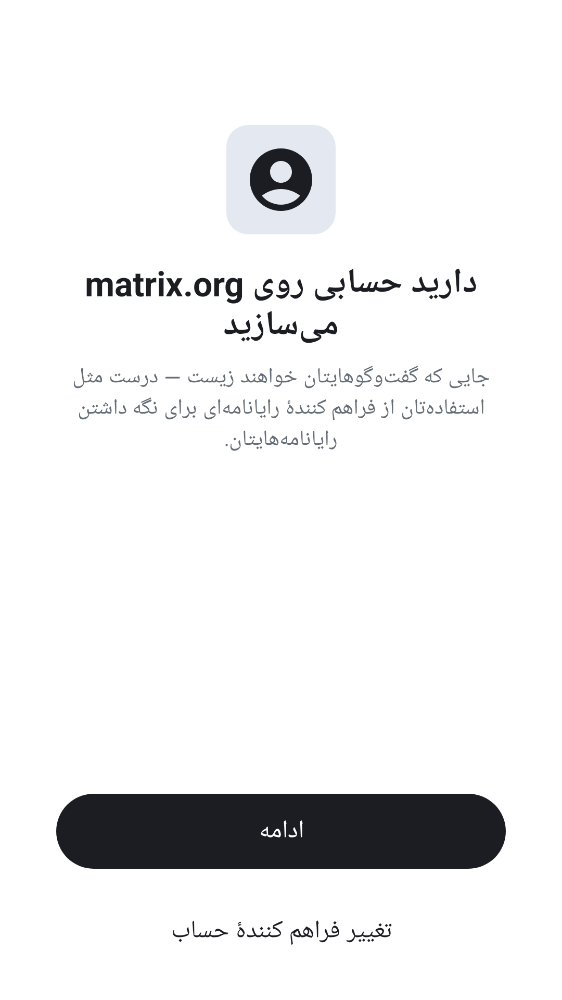 دارید حسابی روی matrix.org
می‌سازید
جایی که گفت‌وگوهایتان خواهند زیست — درست مثل
استفاده‌تان از فراهم کنندهٔ رایانامه‌ای برای نگه داشتن
رایانامه‌هایتان.
ادامه
تغییر فراهم کنندهٔ حساب